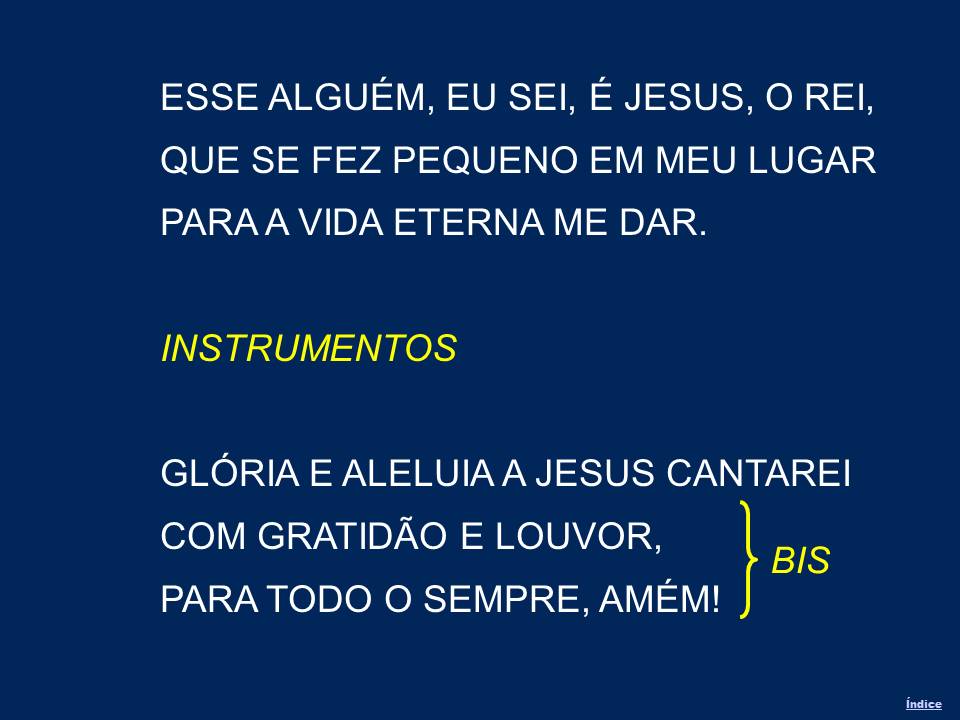 ESSE ALGUÉM, EU SEI, É JESUS, O REI,
QUE SE FEZ PEQUENO EM MEU LUGAR
PARA A VIDA ETERNA ME DAR.
INSTRUMENTOS
GLÓRIA E ALELUIA A JESUS CANTAREI
COM GRATIDÃO E LOUVOR,
PARA TODO O SEMPRE, AMÉM!
BIS
Índice